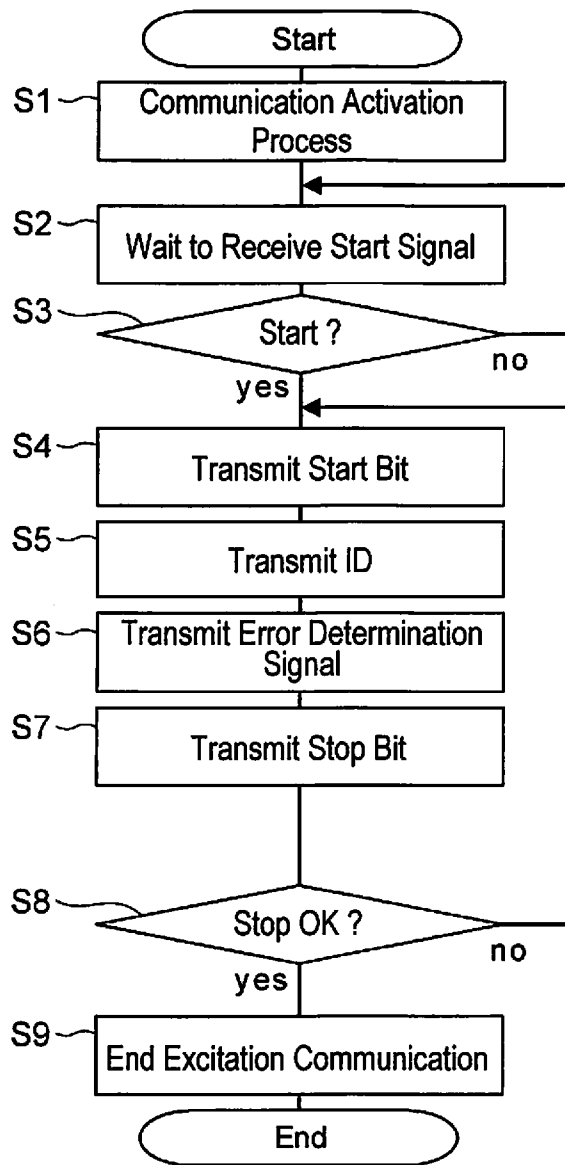 Start
S1
Communication Activation
Process
S2
Wait to Receive Start Signal
S3
Start ?
no
yes
S4
Transmit Start Bit
S5
Transmit ID
S6
Transmit Error Determination
Signal
S7
Transmit Stop Bit
S8
Stop OK ?
no
yes
S9
End Excitation Communication
End